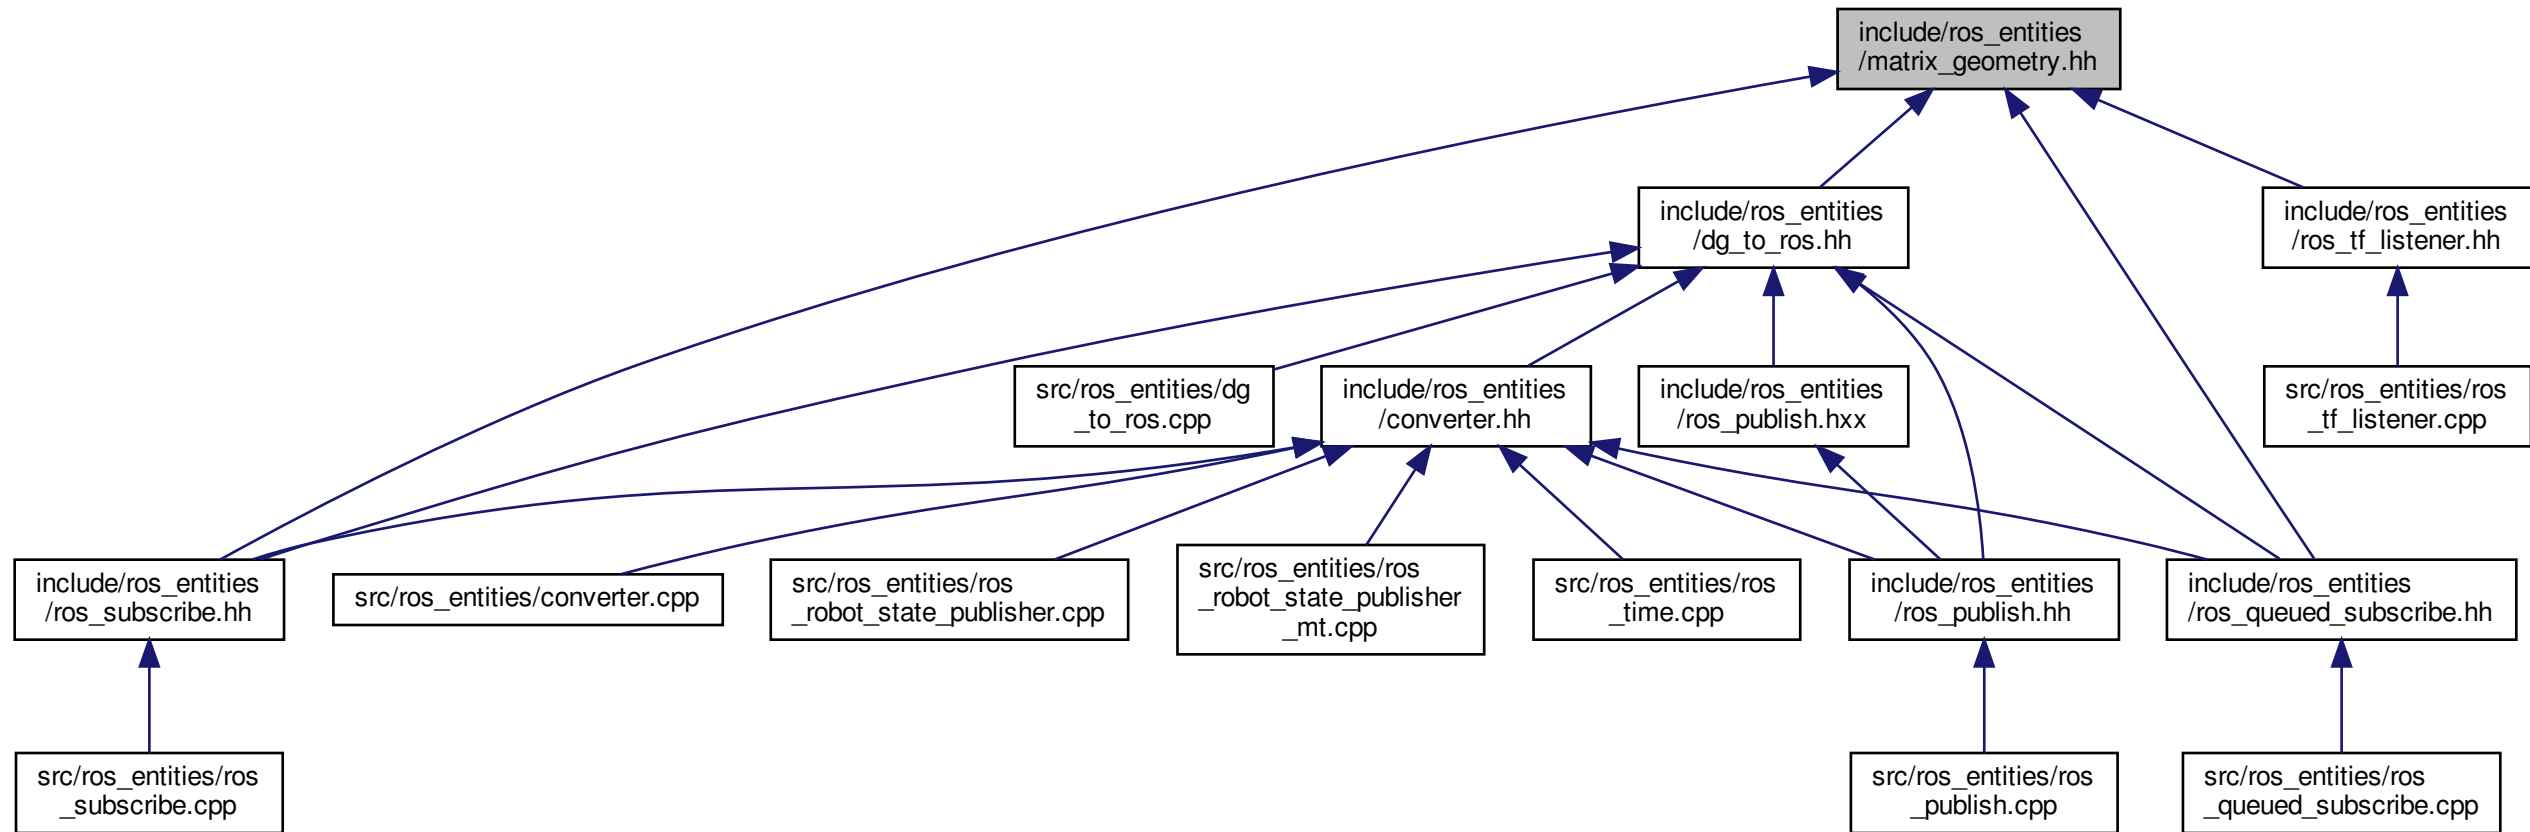 include/ros_entities
/matrix_geometry.hh
include/ros_entities
/dg_to_ros.hh
include/ros_entities
/ros_tf_listener.hh
src/ros_entities/dg
_to_ros.cpp
include/ros_entities
/converter.hh
include/ros_entities
/ros_publish.hxx
src/ros_entities/ros
_tf_listener.cpp
include/ros_entities
/ros_subscribe.hh
src/ros_entities/converter.cpp
src/ros_entities/ros
_robot_state_publisher.cpp
src/ros_entities/ros
_robot_state_publisher
_mt.cpp
src/ros_entities/ros
_time.cpp
include/ros_entities
/ros_publish.hh
include/ros_entities
/ros_queued_subscribe.hh
src/ros_entities/ros
_subscribe.cpp
src/ros_entities/ros
_publish.cpp
src/ros_entities/ros
_queued_subscribe.cpp